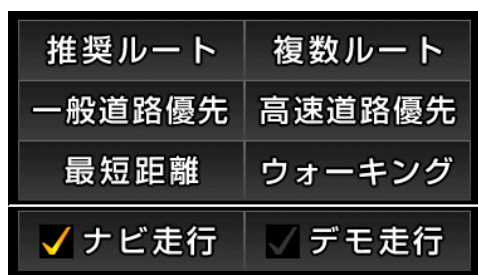 推奨ルート 複数ルート
一般道路優先 高速道路優先
最短距離 ウォーキング
ナビ走行 デモ走行